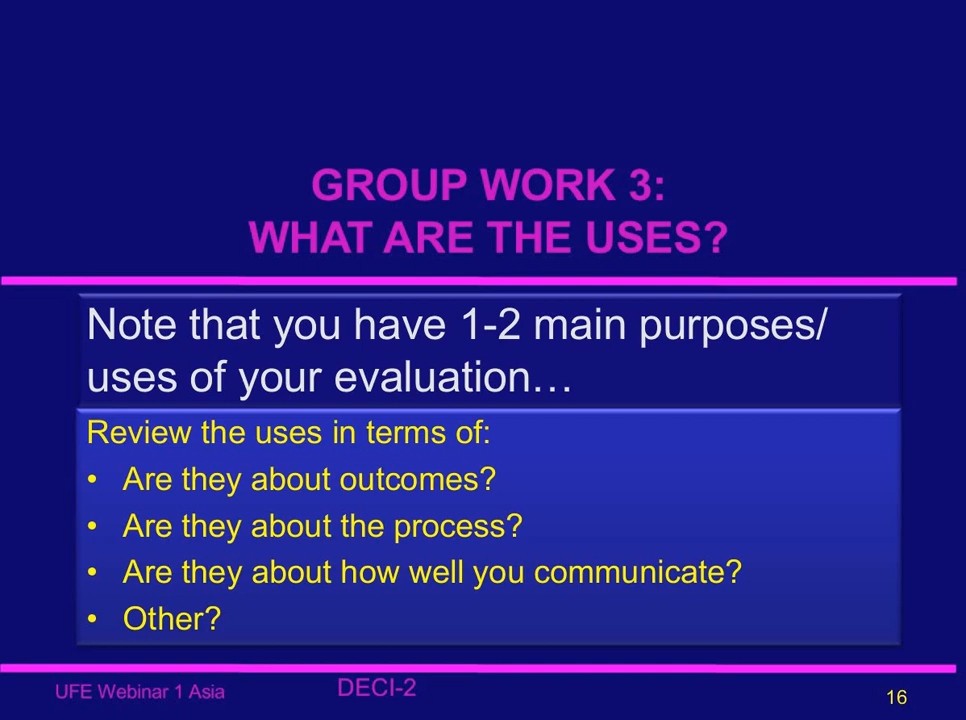 GROUP WORK 3:
WHAT ARE THE USES?
Note that you have 1-2 main purposes/
uses of your evaluation…
Review the uses in terms of:
• Are they about outcomes?
• Are they about the process?
• Are they about how well you communicate?
• Other?
UFE Webinar 1 Asia
DECI-2
16